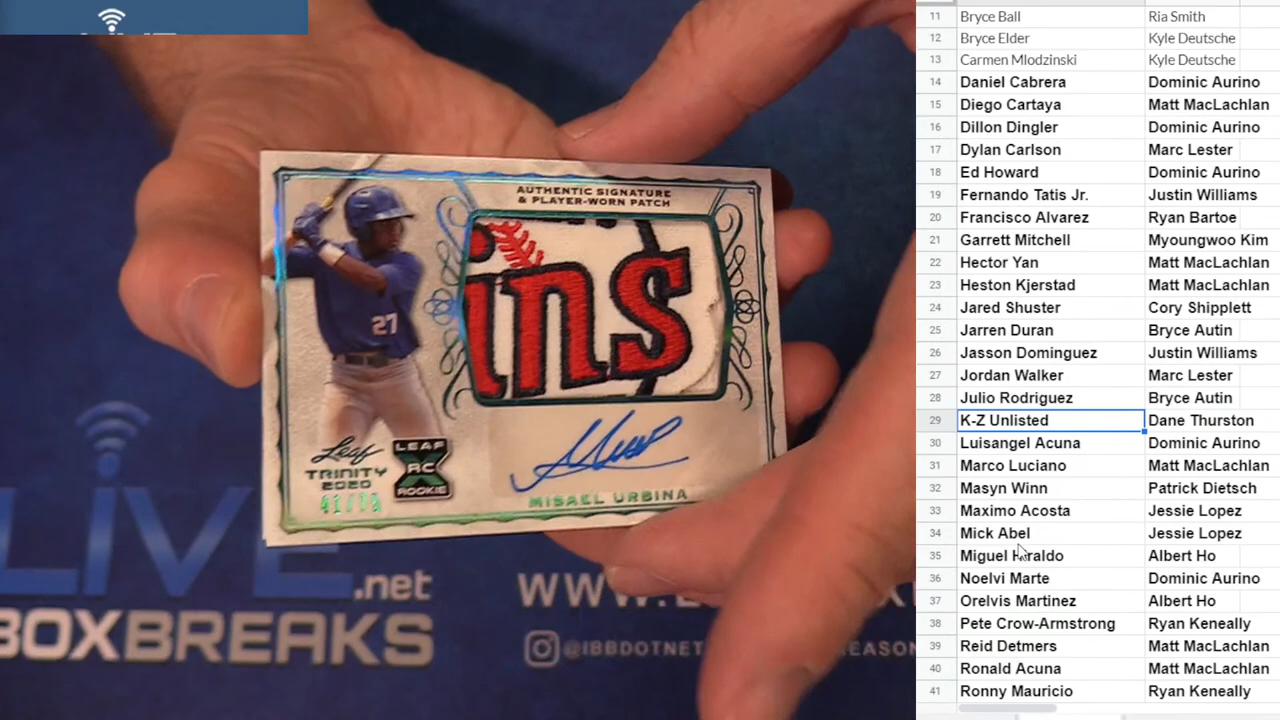 AUTHENTIC SIGNATURE
& PLAYER-WORN PATCH
ins
27
Leaf
TRINITY
2020
LEAF
RC
ROOKIE
MISAEL URBINA
LIVE
.net
BOXBREAKS
WWW.
@IBBDOTNET
11 Bryce Ball Ria Smith
12 Bryce Elder Kyle Deutsche
13 Carmen Mlodzinski Kyle Deutsche
14 Daniel Cabrera Dominic Aurino
15 Diego Cartaya Matt MacLachlan
16 Dillon Dingler Dominic Aurino
17 Dylan Carlson Marc Lester
18 Ed Howard Dominic Aurino
19 Fernando Tatis Jr. Justin Williams
20 Francisco Alvarez Ryan Bartoe
21 Garrett Mitchell Myoungwoo Kim
22 Hector Yan Matt MacLachlan
23 Heston Kjerstad Matt MacLachlan
24 Jared Shuster Cory Shipplett
25 Jarren Duran Bryce Autin
26 Jasson Dominguez Justin Williams
27 Jordan Walker Marc Lester
28 Julio Rodriguez Bryce Autin
29 K-Z Unlisted Dane Thurston
30 Luisangel Acuna Dominic Aurino
31 Marco Luciano Matt MacLachlan
32 Masyn Winn Patrick Dietsch
33 Maximo Acosta Jessie Lopez
34 Mick Abel Jessie Lopez
35 Miguel Albert Ho
36 Noelvi Marte Dominic Aurino
37 Orelvis Martinez Albert Ho
38 Pete Crow-Armstrong Ryan Keneally
39 Reid Detmers Matt MacLachlan
40 Ronald Acuna Matt MacLachlan
41 Ronny Mauricio Ryan Keneally